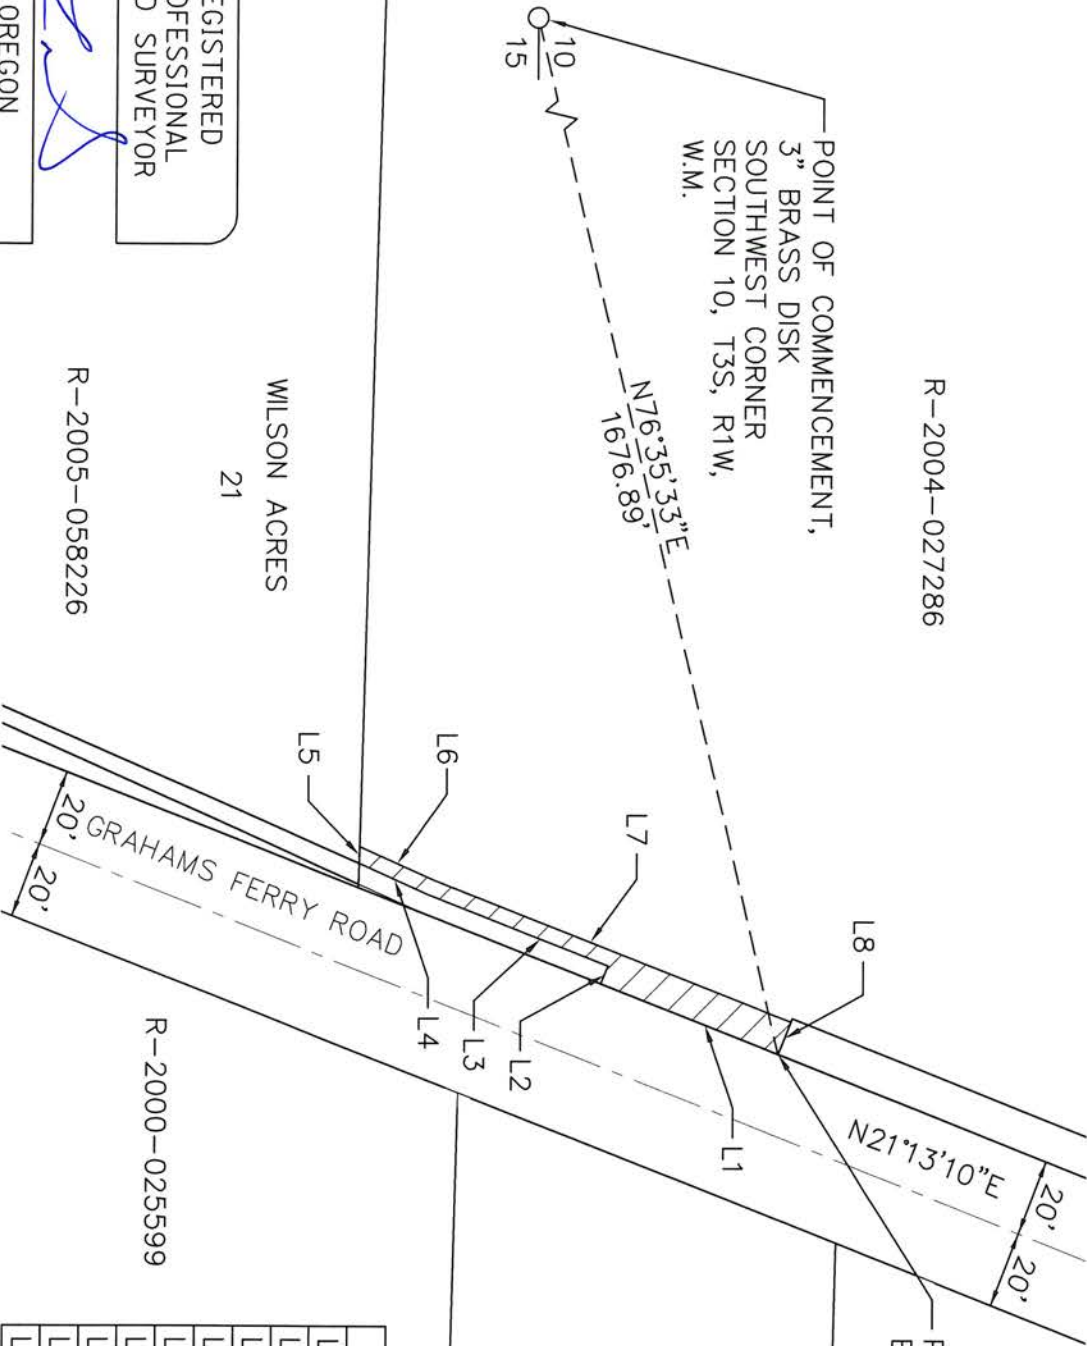 R-2004-027286
POINT OF COMMENCEMENT,
3" BRASS DISK
SOUTHWEST CORNER
SECTION 10, T3S, R1W,
W.M.
10
15
N76°35'33"E
1676.89'
L8
L7
L6
L5
L1
L2
L3
L4
N21°13'10"E
20'
20'
GRAHAMS FERRY ROAD
20'
20'
WILSON ACRES
21
R-2005-058226
R-2000-025599
EGISTERED
OFESSIONAL
SURVEYOR
OREGON